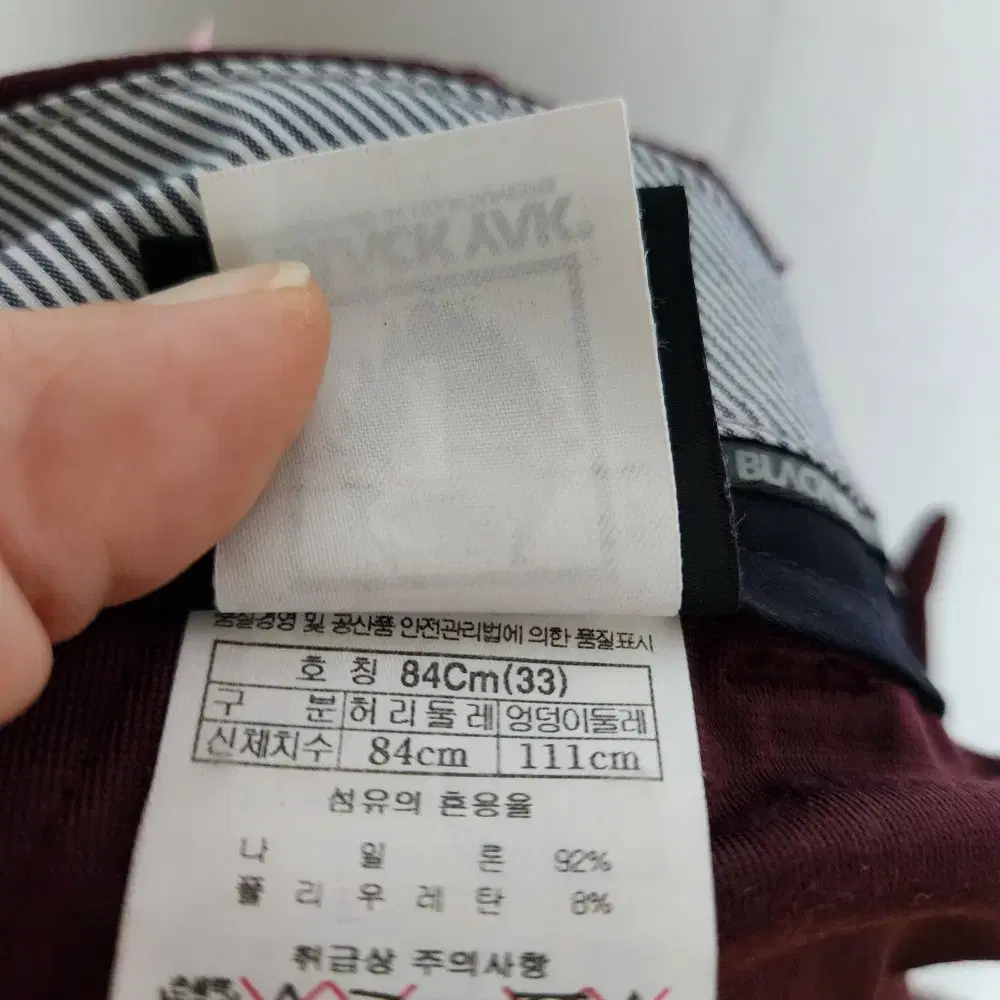 품질경영 및 공산품 안전관리법에 의한 품질표시
호 칭 84Cm(33)
구 분 허리둘레 엉덩이둘레
신체치수 84cm 111cm
섬유의 혼용율
나 일 론 92%
폴 리 우 레 탄 8%
취급상 주의사항